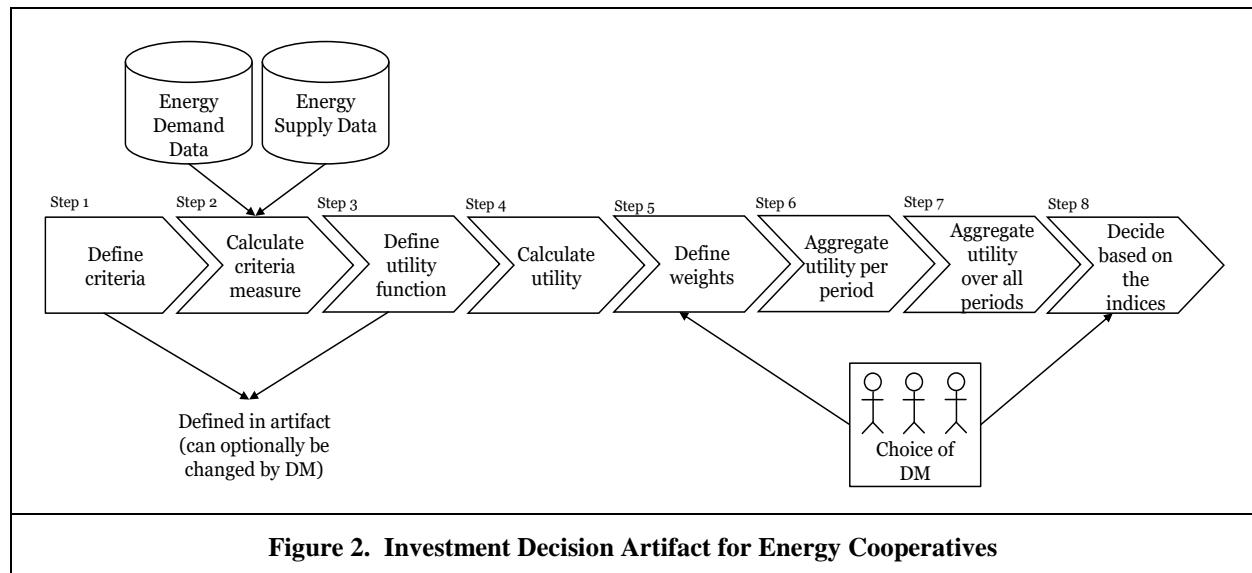 Energy
Demand
Data
Energy
Supply Data
Step 1
Define
criteria
Step 2
Calculate
criteria
measure
Step 3
Define
utility
function
Step 4
Calculate
utility
Step 5
Define
weights
Step 6
Aggregate
utility per
period
Step 7
Aggregate
utility
over all
periods
Step 8
Decide
based on
the
indices
Defined in artifact
(can optionally be
changed by DM)
Choice of
DM
Figure 2. Investment Decision Artifact for Energy Cooperatives